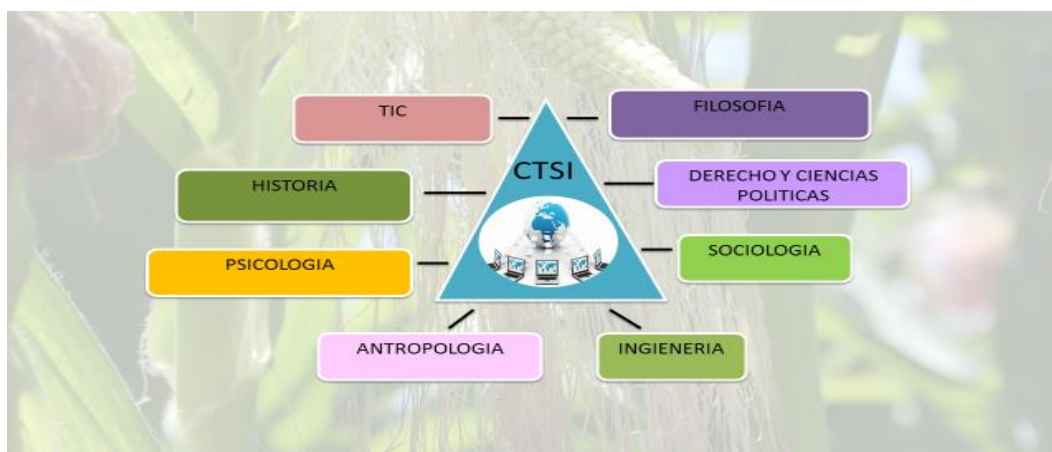 TIC
FILOSOFIA
CTSI
HISTORIA
DERECHO Y CIENCIAS
POLITICAS
PSICOLOGIA
SOCIOLOGIA
ANTROPOLOGIA
INGIENERIA